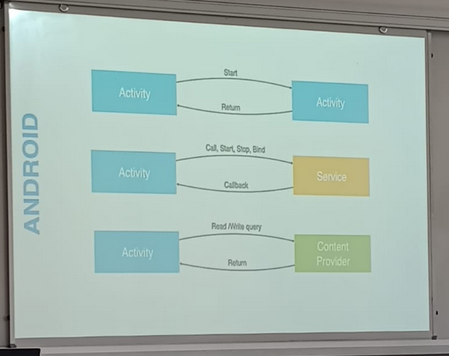 ANDROID
Start
Activity
Activity
Return
Call, Start, Stop, Bind
Activity
Service
Callback
Read /Write query
Activity
Content
Provider
Return